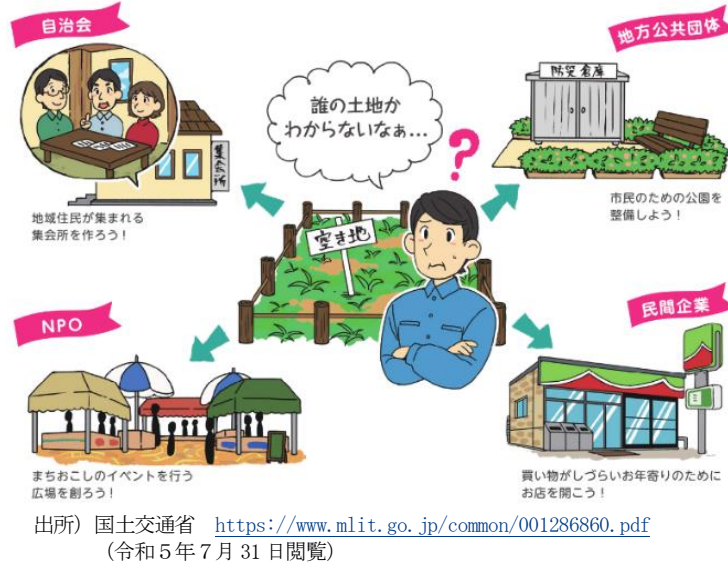 自治会
集会所
地域住民が集まれる
集会所を作ろう！
誰の土地か
わからないなぁ…
?
空き地
地方公共団体
防災倉庫
市民のための公園を
整備しよう！
NPO
まちおこしのイベントを行う
広場を創ろう！
民間企業
買い物がしづらいお年寄りのために
お店を開こう！
出所）国土交通省　https://www.mlit.go.jp/common/001286860.pdf
（令和５年７月 31 日閲覧）